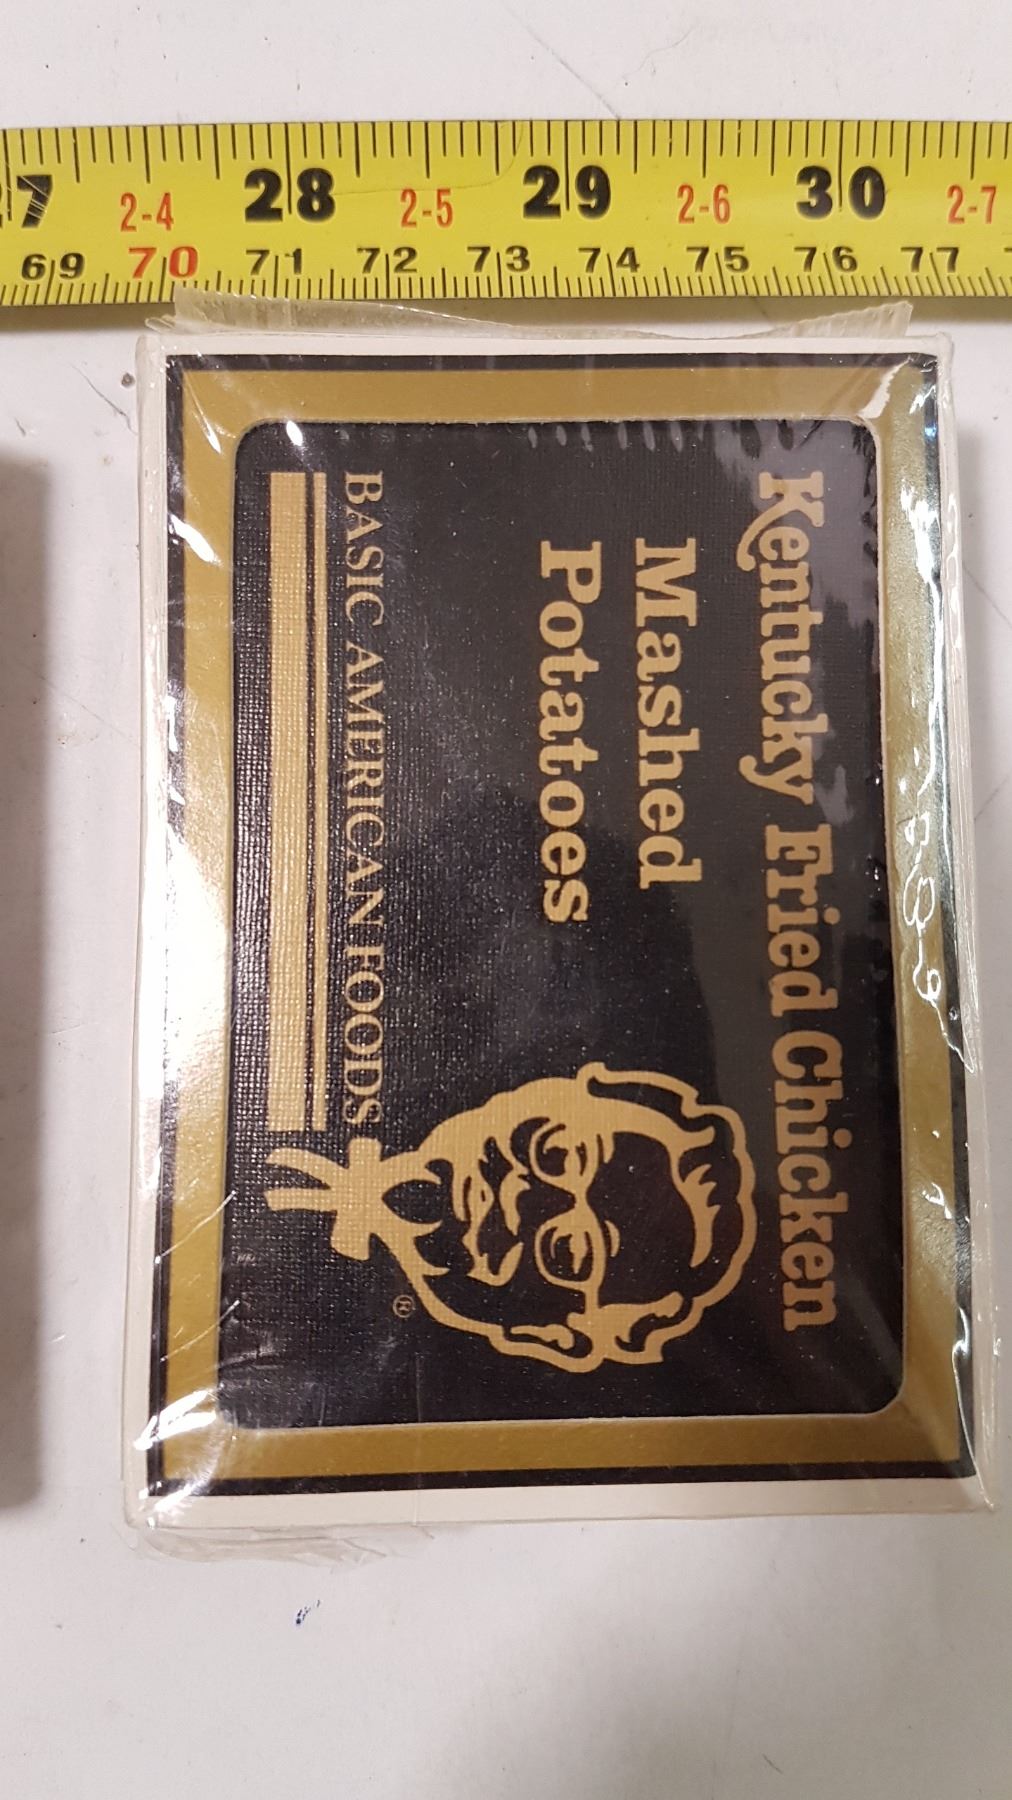 7 28 29 30
2-4 2-5 2-6 2-7
69 70 71 72 73 74 75 76 77
Kentucky Fried Chicken
Mashed
Potatoes
BASIC AMERICAN FOODS
®